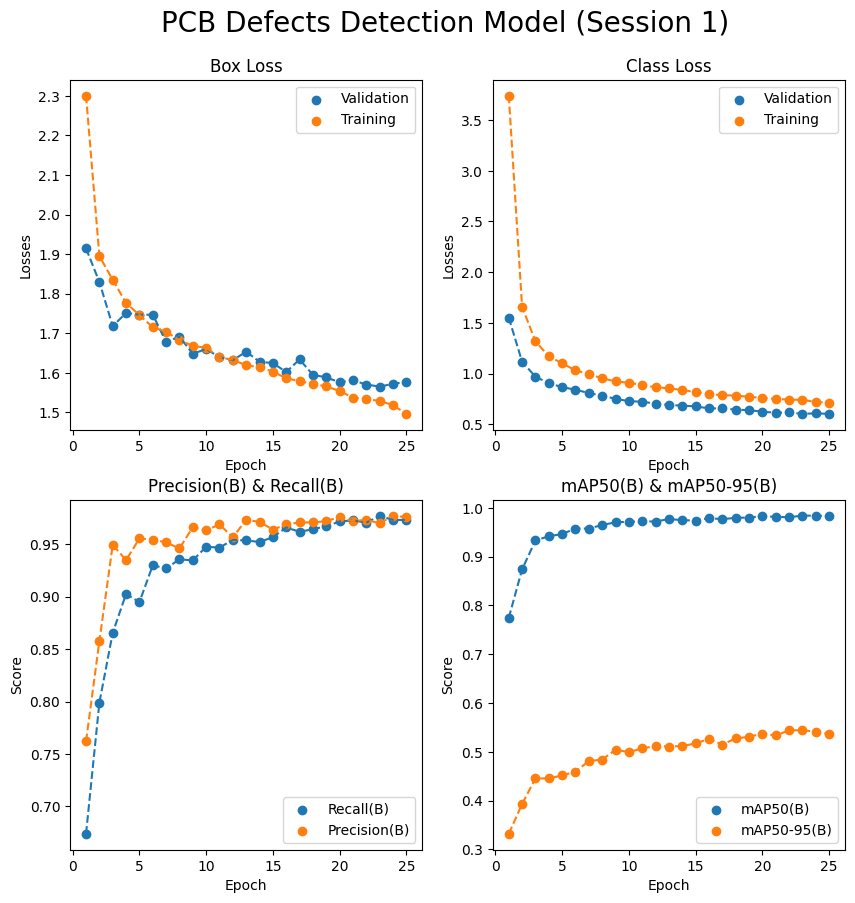 PCB Defects Detection Model (Session 1)
Box Loss
Validation
Training
2.3
2.2
2.1
2.0
1.9
1.8
1.7
1.6
1.5
Losses
0 5 10 15 20 25
Epoch
Class Loss
Validation
Training
3.5
3.0
2.5
2.0
1.5
1.0
0.5
Losses
0 5 10 15 20 25
Epoch
Precision(B) & Recall(B)
0.95
0.90
0.85
0.80
0.75
0.70
Score
Recall(B)
Precision(B)
0 5 10 15 20 25
Epoch
mAP50(B) & mAP50-95(B)
1.0
0.9
0.8
0.7
0.6
0.5
0.4
0.3
Score
mAP50(B)
mAP50-95(B)
0 5 10 15 20 25
Epoch